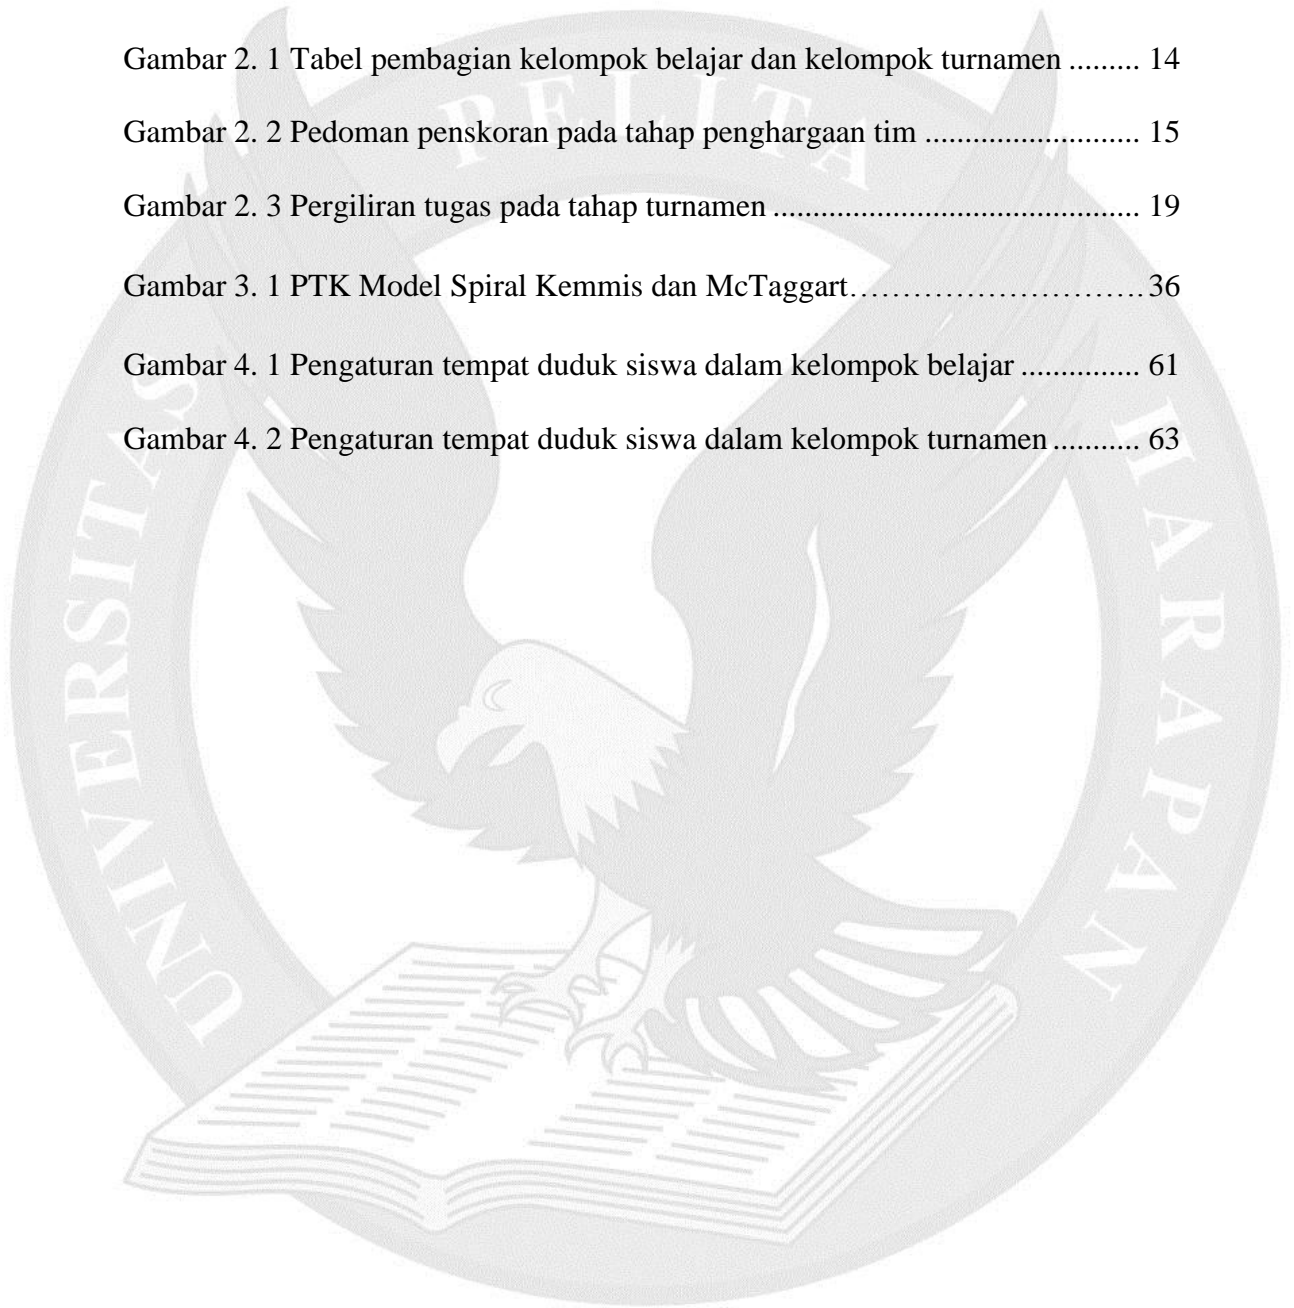 Gambar 2. 1 Tabel pembagian kelompok belajar dan kelompok turnamen ......... 14
Gambar 2. 2 Pedoman penskoran pada tahap penghargaan tim ........................... 15
Gambar 2. 3 Pergiliran tugas pada tahap turnamen .............................................. 19
Gambar 3. 1 PTK Model Spiral Kemmis dan McTaggart............................36
Gambar 4. 1 Pengaturan tempat duduk siswa dalam kelompok belajar ............... 61
Gambar 4. 2 Pengaturan tempat duduk siswa dalam kelompok turnamen ........... 63
UNIVERSITAS PELITA HARAPAN